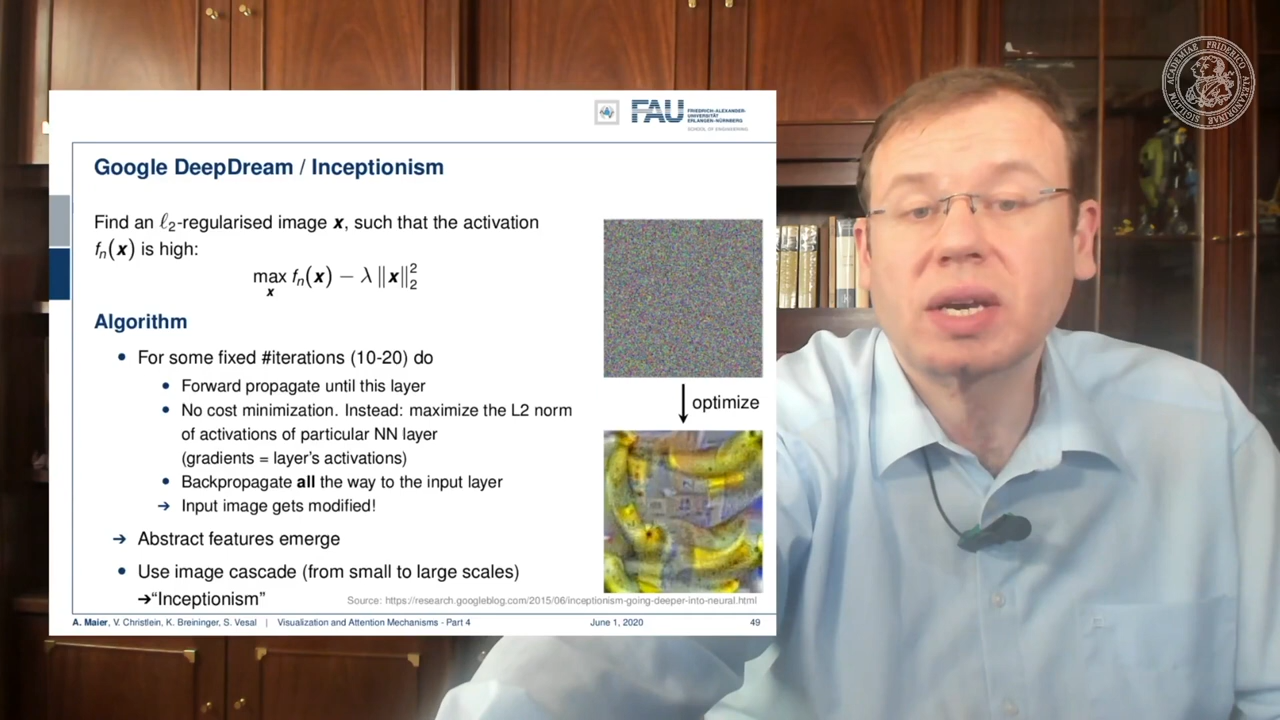 FAU
FRIEDRICH-ALEXANDER-
UNIVERSITÄT
ERLANGEN-NÜRNBERG
SCHOOL OF ENGINEERING
Google DeepDream / Inceptionism
Find an ℓ₂-regularised image x, such that the activation
fₙ(x) is high:
max fₙ(x) − λ ‖x‖₂²
x
Algorithm
• For some fixed #iterations (10-20) do
• Forward propagate until this layer
• No cost minimization. Instead: maximize the L2 norm
of activations of particular NN layer
(gradients = layer's activations)
• Backpropagate all the way to the input layer
→ Input image gets modified!
→ Abstract features emerge
• Use image cascade (from small to large scales)
→“Inceptionism”
optimize
Source: https://research.googleblog.com/2015/06/inceptionism-going-deeper-into-neural.html
A. Maier, V. Christlein, K. Breininger, S. Vesal | Visualization and Attention Mechanisms - Part 4 June 1, 2020 49
SIGILLUM ACADEMIAE FRIDERICO ALEXANDRINAE